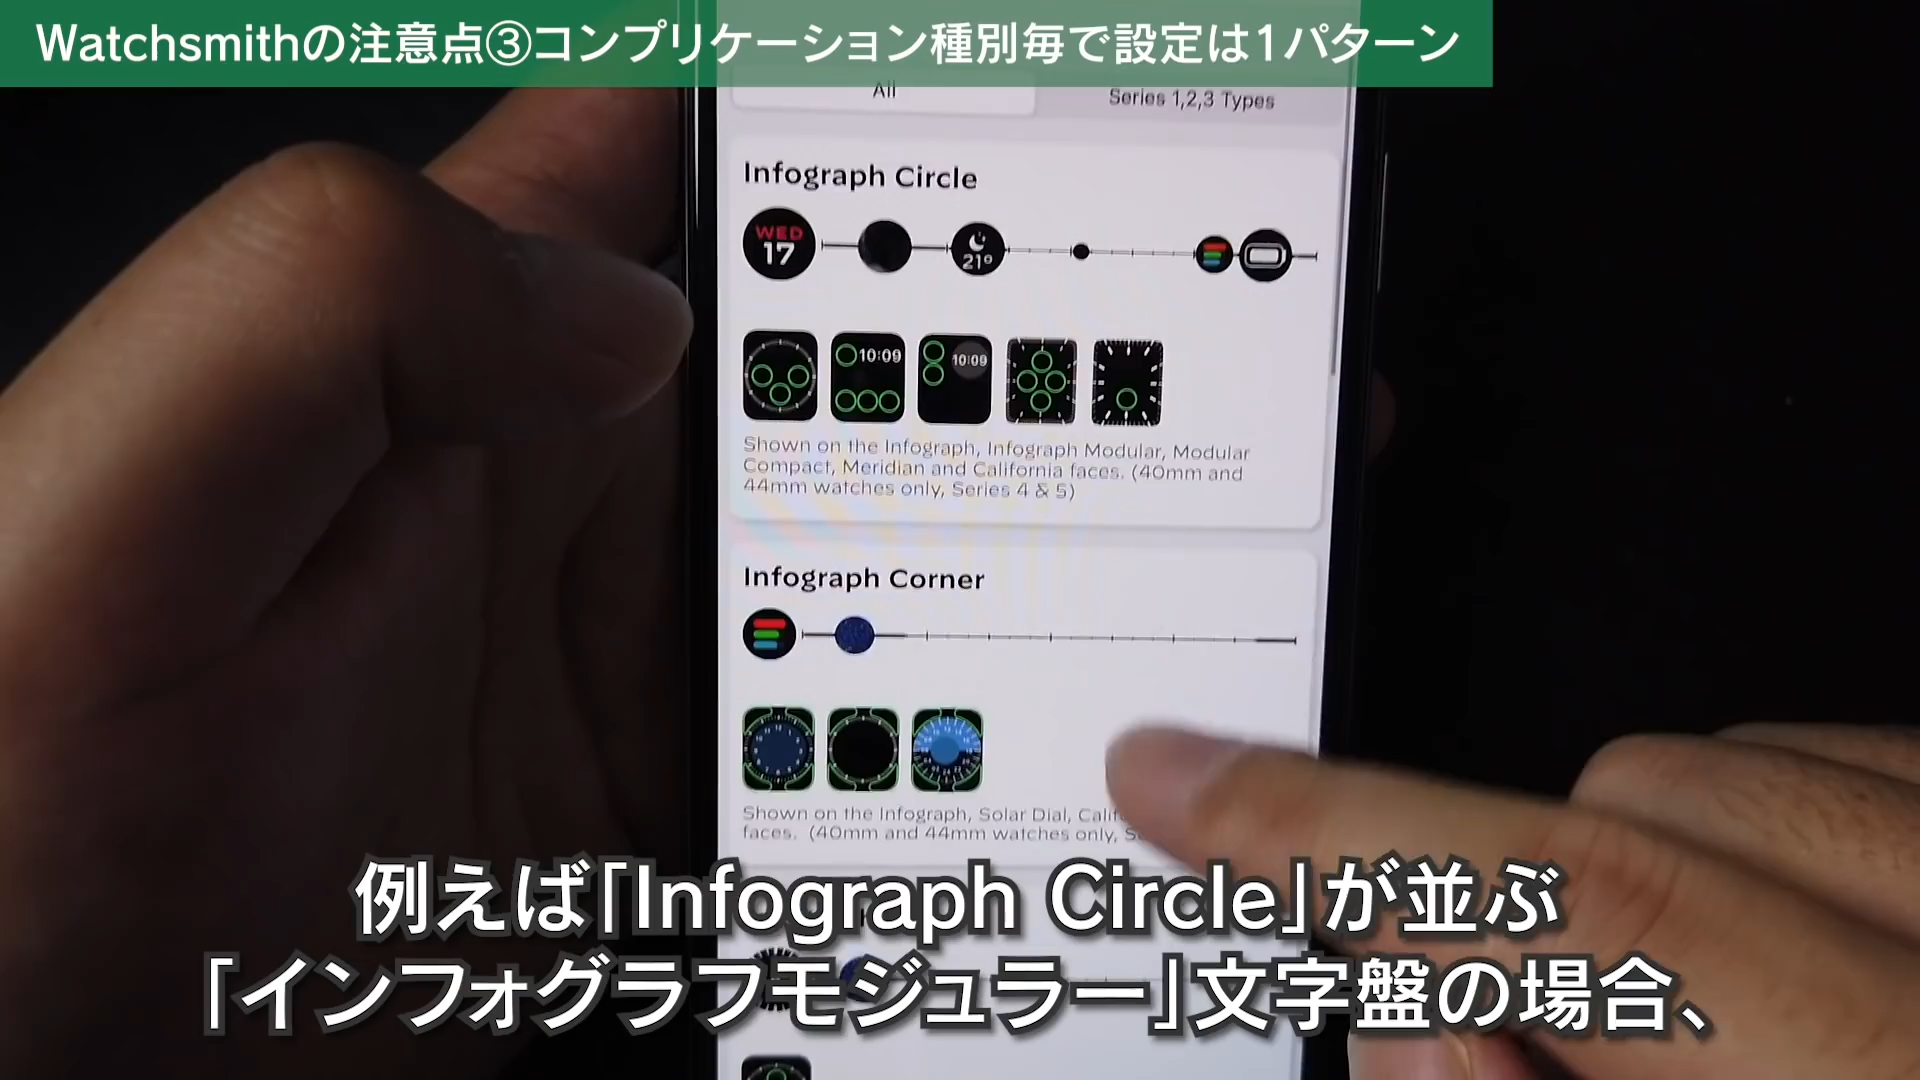 Watchsmithの注意点③コンプリケーション種別毎で設定は1パターン
All
Series 1,2,3 Types
Infograph Circle
WED
17
21º
10:09
10:09
Shown on the Infograph, Infograph Modular, Modular
Compact, Meridian and California faces. (40mm and
44mm watches only, Series 4 & 5)
Infograph Corner
Shown on the Infograph, Solar Dial,
faces. (40mm and 44mm watches only,
例えば「Infograph Circle」が並ぶ
「インフォグラフモジュラー」文字盤の場合、